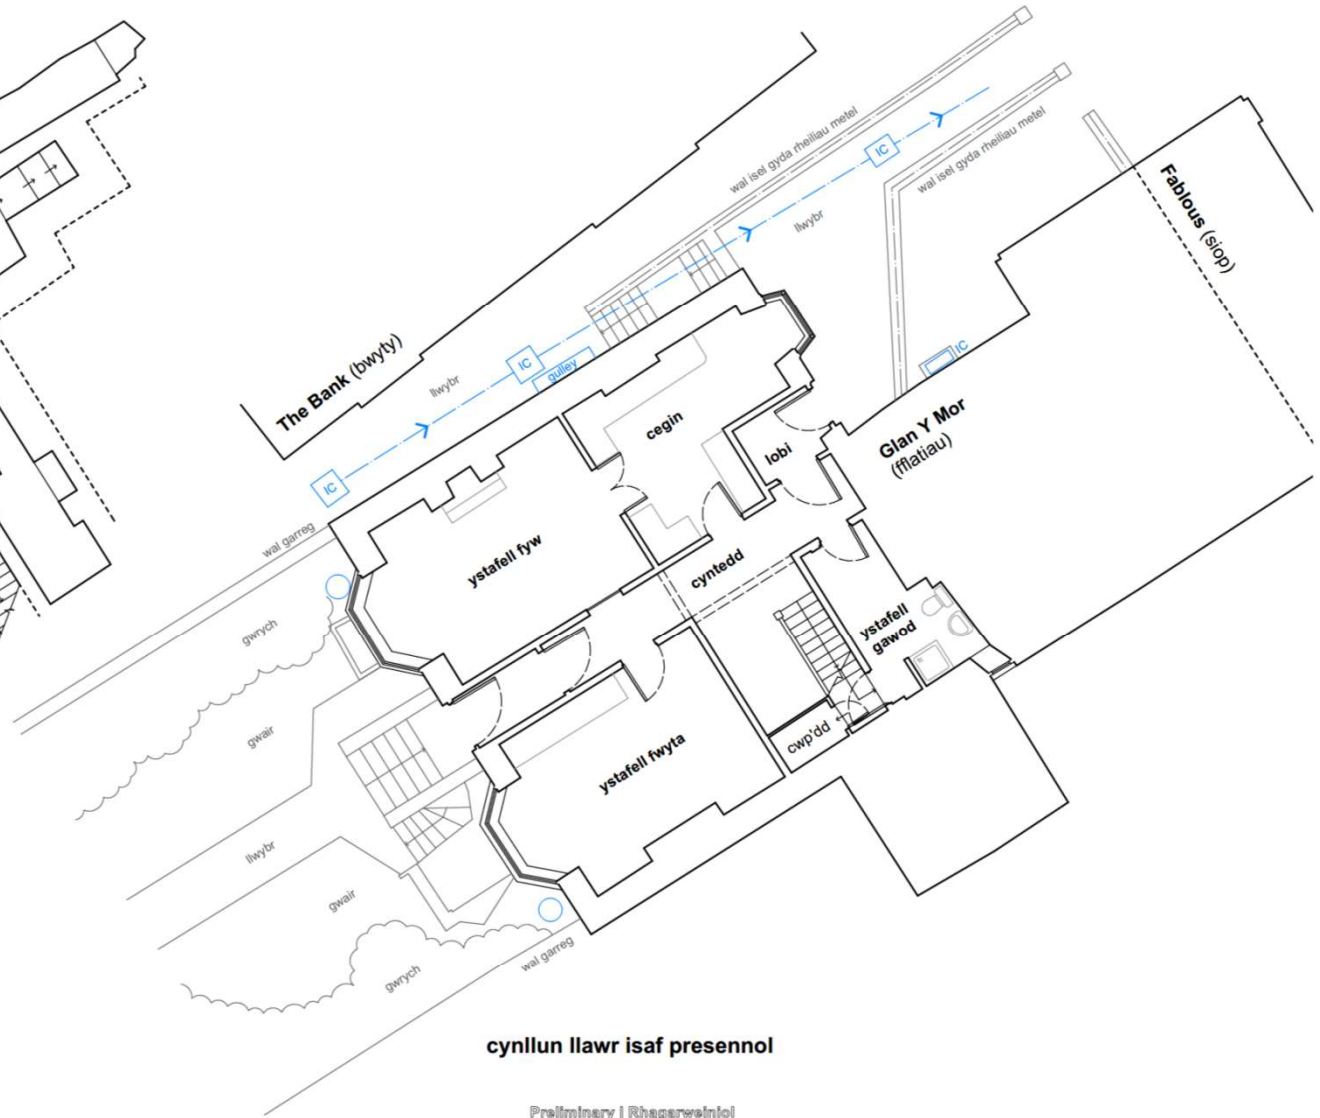 wal isel gyda rheiliau metel
IC
wal isel gyda rheiliau metel
Fablous (siop)
llwybr
The Bank (bwyty)
llwybr
IC
gulley
IC
Glan Y Mor
(fflatiau)
cegin
lobi
IC
wal garreg
ystafell fyw
cyntedd
gwrych
ystafell
gawod
gwair
cwp'dd
ystafell fwyta
llwybr
gwair
gwrych
wal garreg
cynllun llawr isaf presennol
Preliminary | Rhagarweiniol